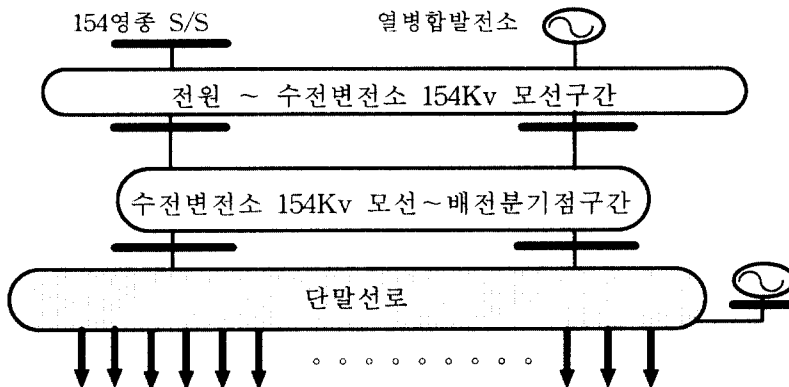 154영종 S/S
열병합발전소
전원 ~ 수전변전소 154Kv 모선구간
수전변전소 154Kv 모선~배전분기점구간
단말선로